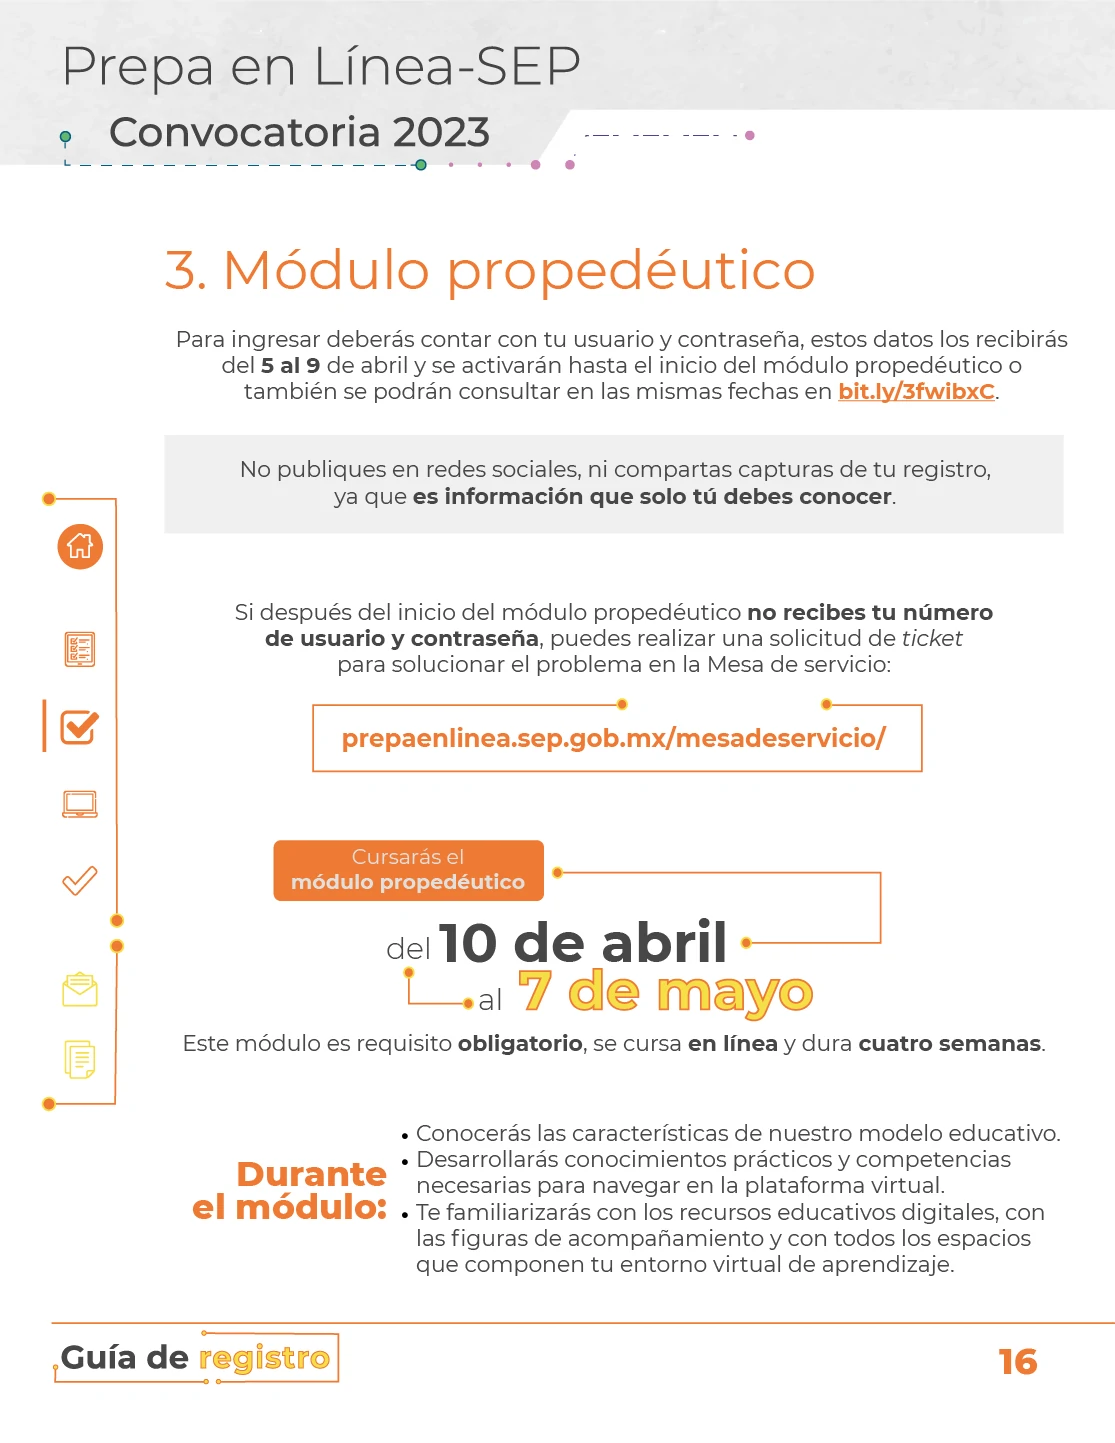 Prepa en Línea-SEP
Convocatoria 2023
3. Módulo propedéutico
Para ingresar deberás contar con tu usuario y contraseña, estos datos los recibirás
del 5 al 9 de abril y se activarán hasta el inicio del módulo propedéutico o
también se podrán consultar en las mismas fechas en bit.ly/3fwibxC.
No publiques en redes sociales, ni compartas capturas de tu registro,
ya que es información que solo tú debes conocer.
Si después del inicio del módulo propedéutico no recibes tu número
de usuario y contraseña, puedes realizar una solicitud de ticket
para solucionar el problema en la Mesa de servicio:
prepaenlinea.sep.gob.mx/mesadeservicio/
Cursarás el
módulo propedéutico
del 10 de abril
al 7 de mayo
Este módulo es requisito obligatorio, se cursa en línea y dura cuatro semanas.
Durante
el módulo:
• Conocerás las características de nuestro modelo educativo.
• Desarrollarás conocimientos prácticos y competencias
necesarias para navegar en la plataforma virtual.
• Te familiarizarás con los recursos educativos digitales, con
las figuras de acompañamiento y con todos los espacios
que componen tu entorno virtual de aprendizaje.
Guía de registro
16